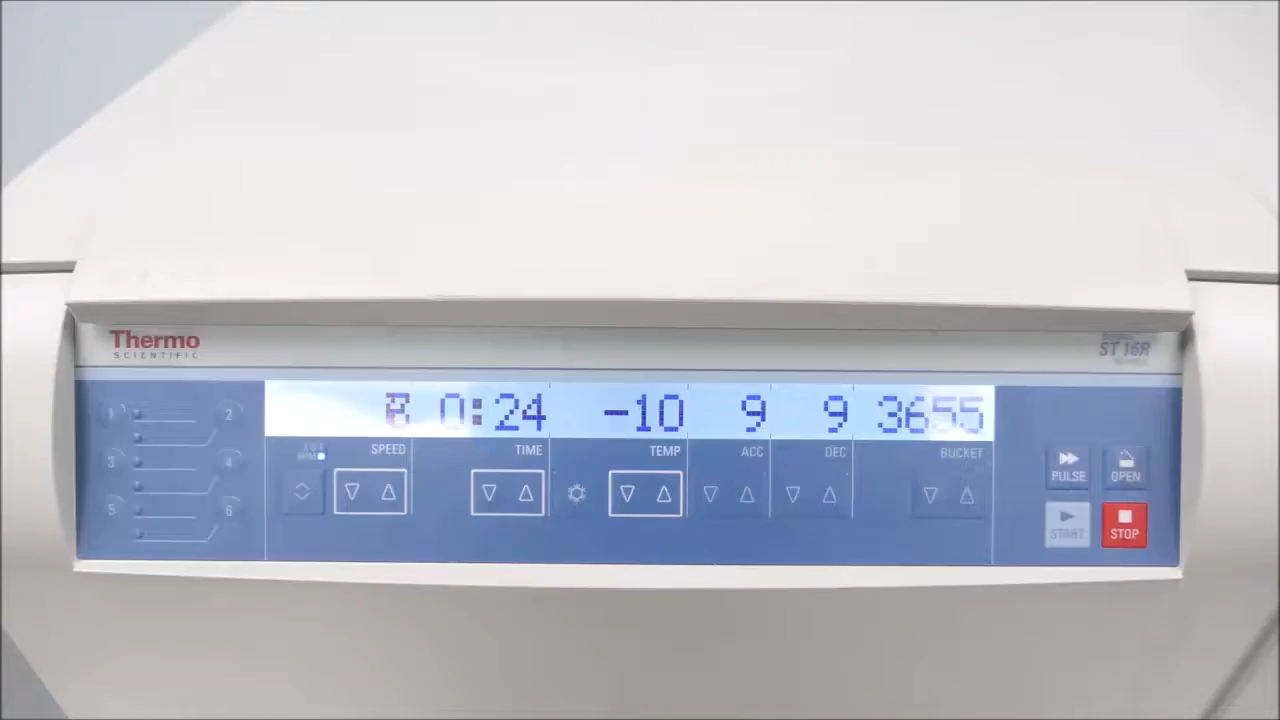 Thermo
SCIENTIFIC
ST 16R
0:24 -10 9 9 3655
SPEED TIME TEMP ACC DEC BUCKET
1 2
3 4
5 6
PULSE OPEN
START STOP